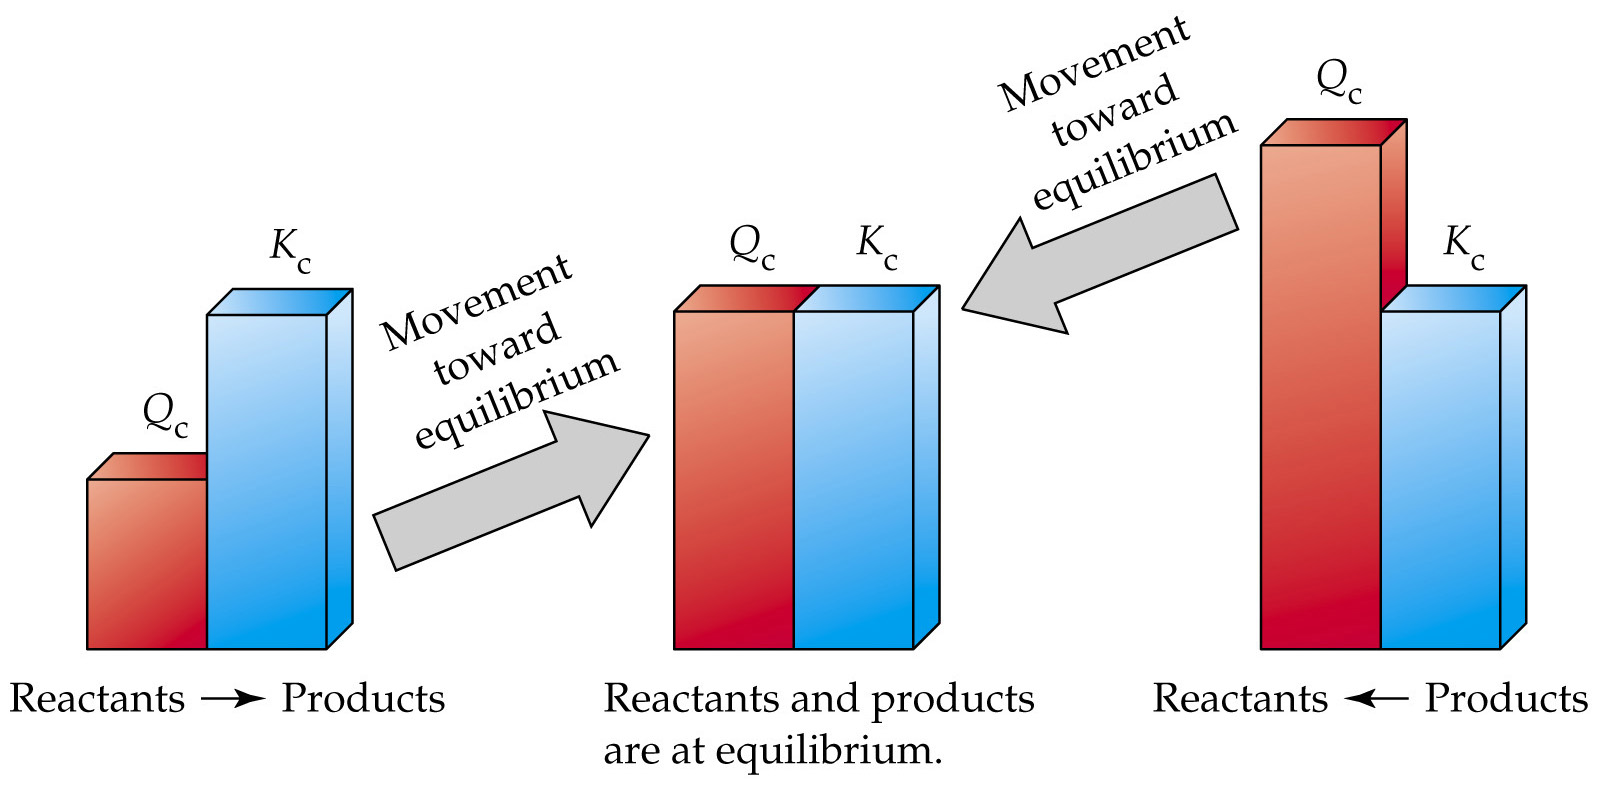 Qc
Kc
Reactants → Products
Movement
toward
equilibrium
Qc
Kc
Reactants and products
are at equilibrium.
Movement
toward
equilibrium
Qc
Kc
Reactants ← Products